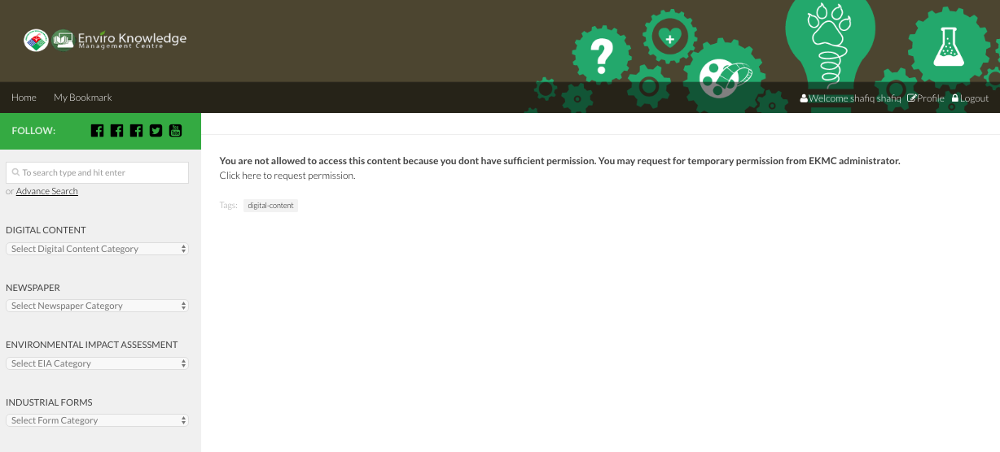 Enviro Knowledge
Management Centre
?
Home My Bookmark
Welcome shafiq shafiq Profile Logout
FOLLOW:
You Tube
To search type and hit enter
or Advance Search
DIGITAL CONTENT
Select Digital Content Category
NEWSPAPER
Select Newspaper Category
ENVIRONMENTAL IMPACT ASSESSMENT
Select EIA Category
INDUSTRIAL FORMS
Select Form Category
You are not allowed to access this content because you dont have sufficient permission. You may request for temporary permission from EKMC administrator.
Click here to request permission.
Tags: digital-content